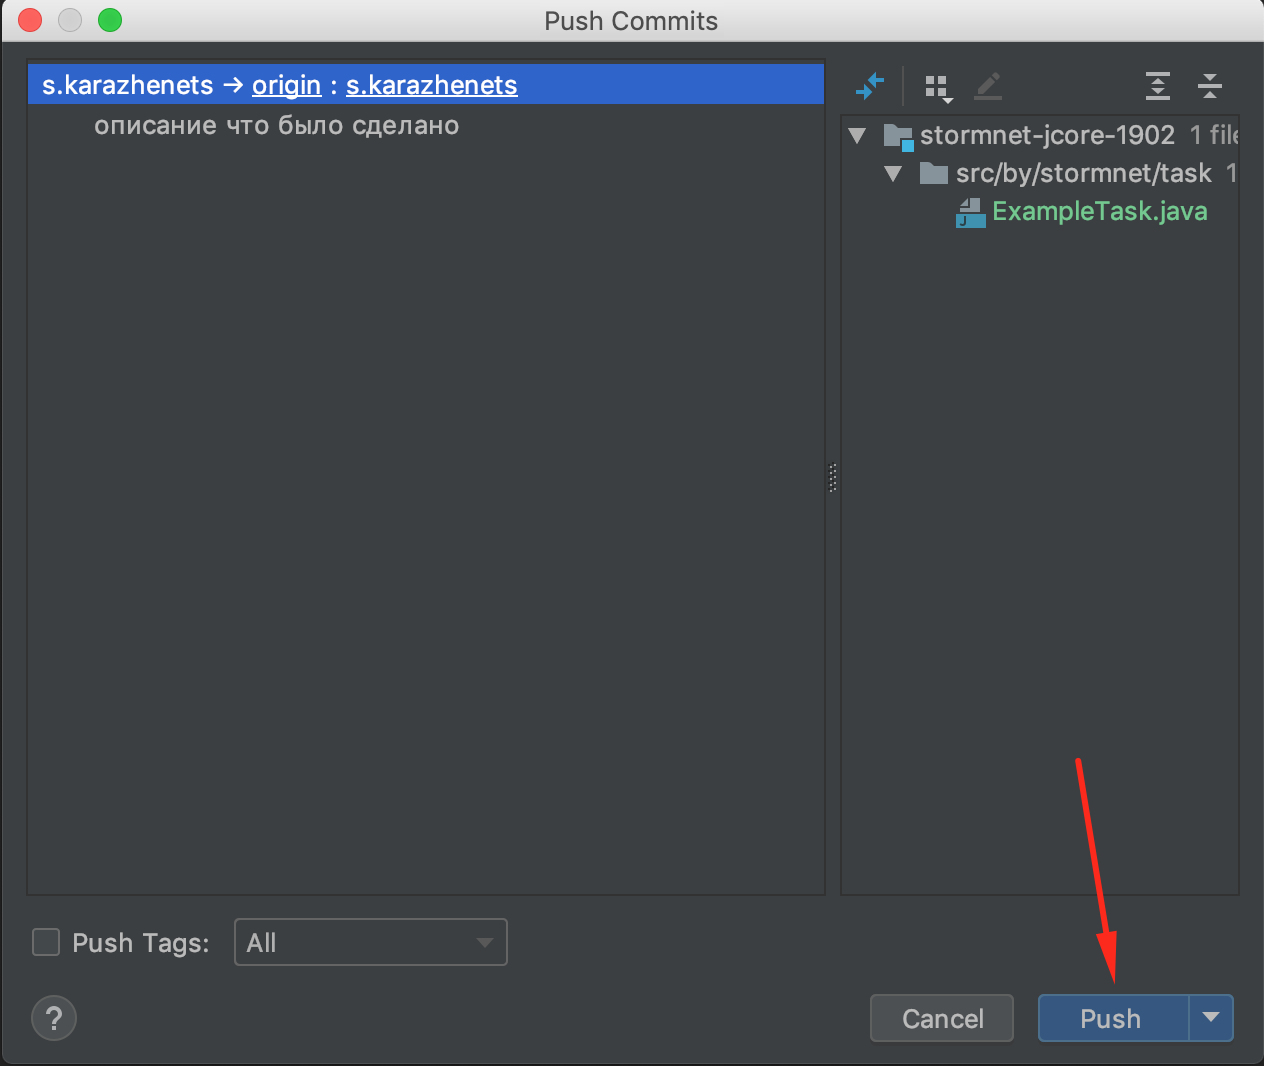 Push Commits
s.karazhenets → origin : s.karazhenets
описание что было сделано
stormnet-jcore-1902 1 file
src/by/stormnet/task 1
ExampleTask.java
Push Tags: All
?
Cancel
Push